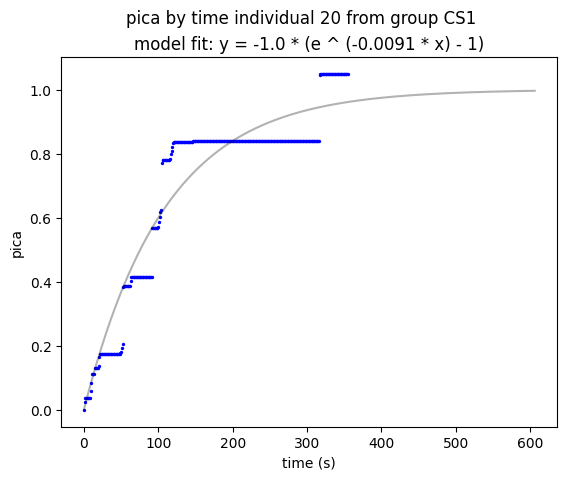 pica by time individual 20 from group CS1
model fit: y = -1.0 * (e ^ (-0.0091 * x) - 1)
1.0
0.8
0.6
0.4
0.2
0.0
pica
0 100 200 300 400 500 600
time (s)